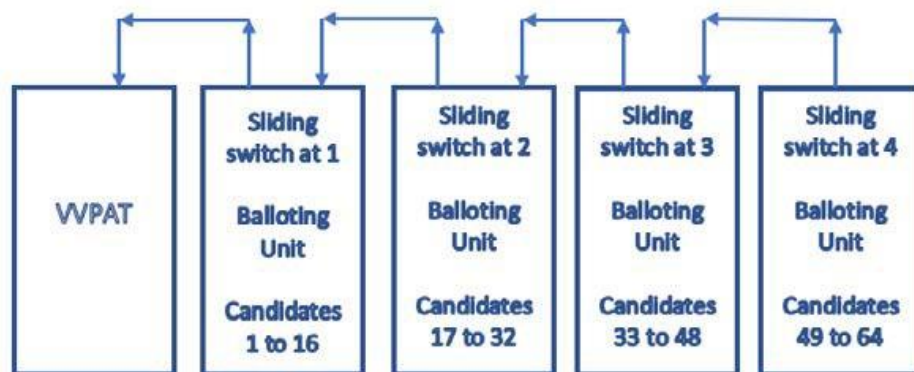 VVPAT
Sliding
switch at 1
Balloting
Unit
Candidates
1 to 16
Sliding
switch at 2
Balloting
Unit
Candidates
17 to 32
Sliding
switch at 3
Balloting
Unit
Candidates
33 to 48
Sliding
switch at 4
Balloting
Unit
Candidates
49 to 64